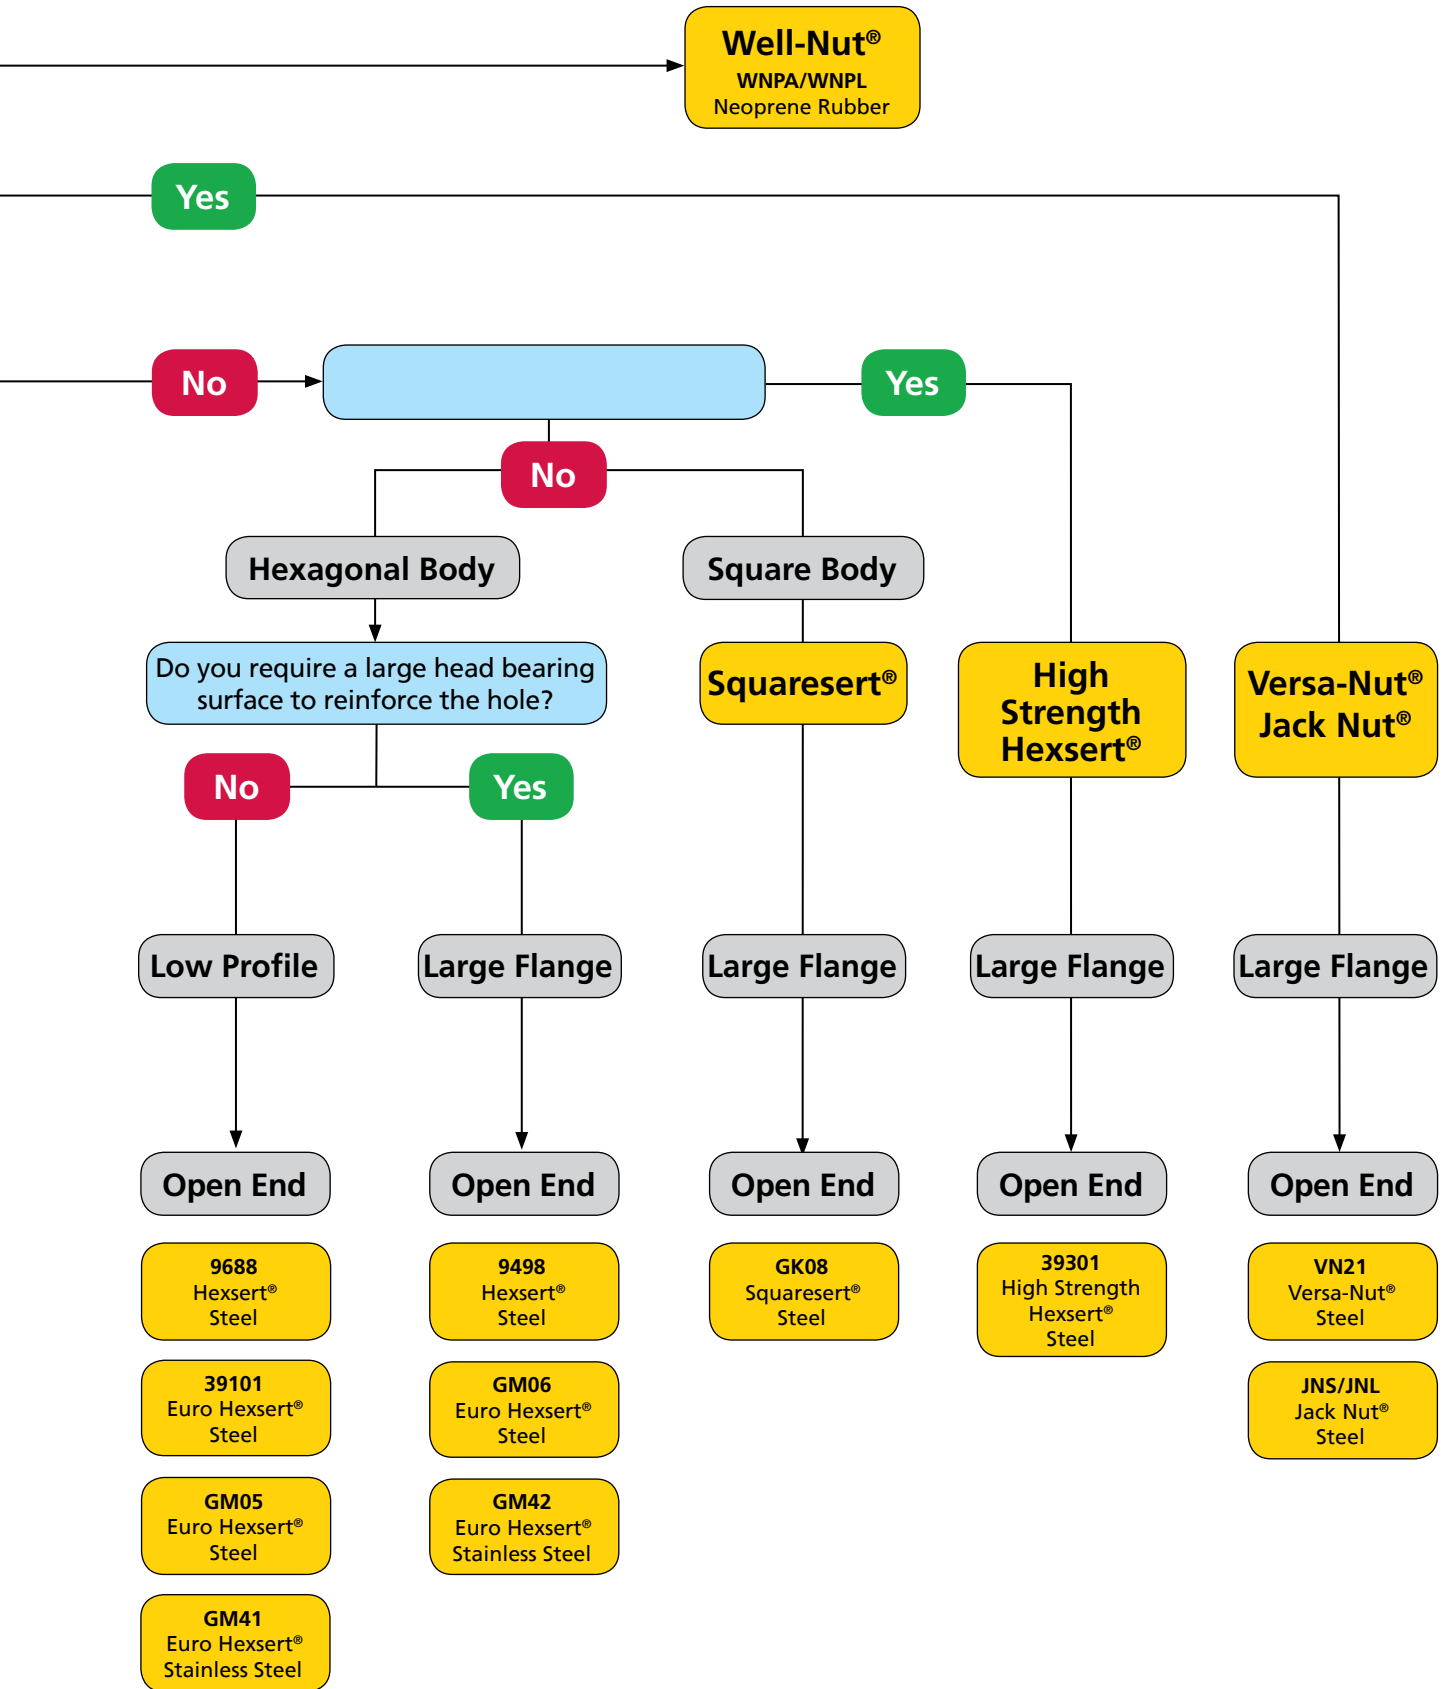 Well-Nut®
WNPA/WNPL
Neoprene Rubber
Yes
No
Yes
No
Hexagonal Body
Square Body
Do you require a large head bearing
surface to reinforce the hole?
Squaresert®
High
Strength
Hexsert®
Versa-Nut®
Jack Nut®
No
Yes
Low Profile
Large Flange
Large Flange
Large Flange
Large Flange
Open End
Open End
Open End
Open End
Open End
9688
Hexsert®
Steel
9498
Hexsert®
Steel
GK08
Squaresert®
Steel
39301
High Strength
Hexsert®
Steel
VN21
Versa-Nut®
Steel
39101
Euro Hexsert®
Steel
GM06
Euro Hexsert®
Steel
JNS/JNL
Jack Nut®
Steel
GM05
Euro Hexsert®
Steel
GM42
Euro Hexsert®
Stainless Steel
GM41
Euro Hexsert®
Stainless Steel